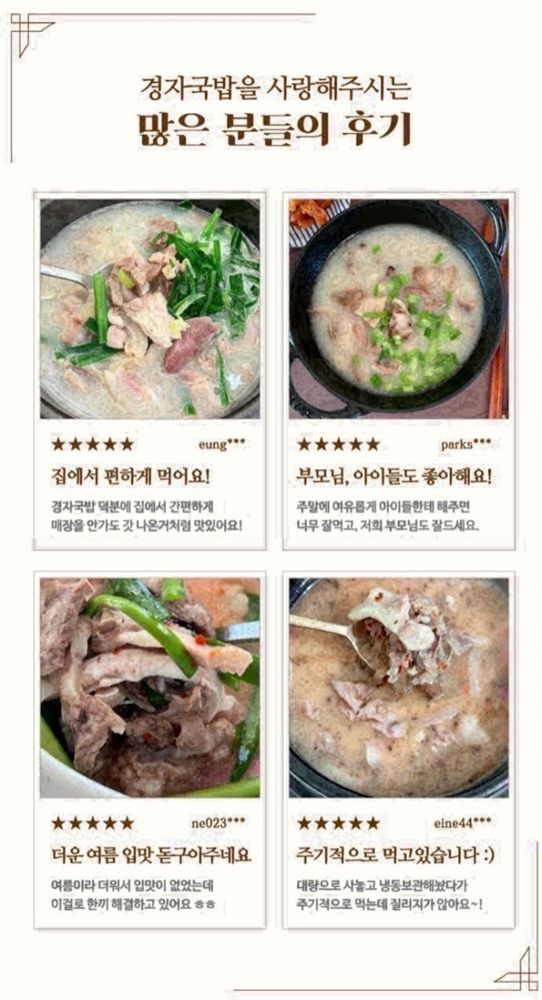 경자국밥을 사랑해주시는
많은 분들의 후기
★★★★★ eung***
집에서 편하게 먹어요!
경자국밥 덕분에 집에서 간편하게
매장을 안가도 갓 나온거처럼 맛있어요!
★★★★★ parks***
부모님, 아이들도 좋아해요!
주말에 여유롭게 아이들한테 해주면
너무 잘먹고, 저희 부모님도 잘드세요.
★★★★★ ne023***
더운 여름 입맛 돋구아주네요
여름이라 더워서 입맛이 없었는데
이걸로 한끼 해결하고 있어요 ㅎㅎ
★★★★★ eine44***
주기적으로 먹고있습니다 :)
대량으로 사놓고 냉동보관해놨다가
주기적으로 먹는데 질리지가 않아요~!